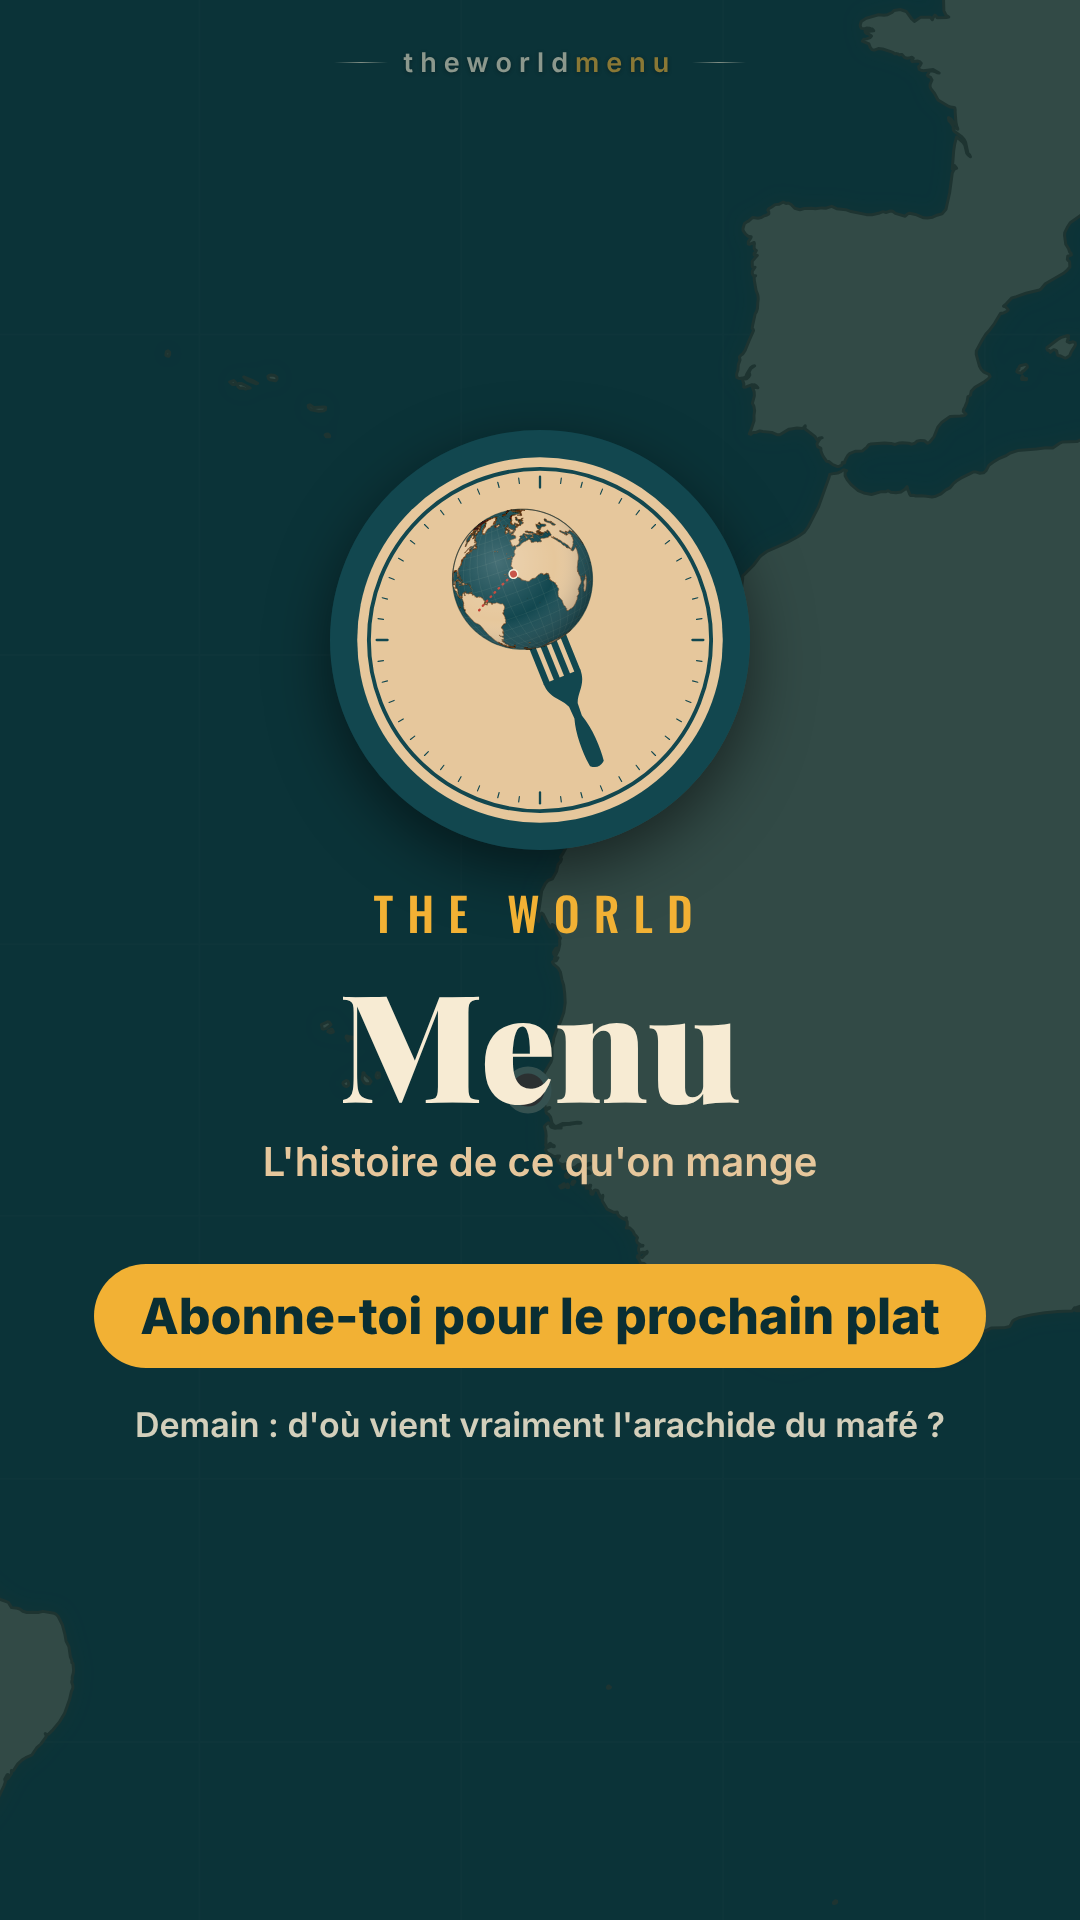 theworldmenu
THE WORLD
Menu
L'histoire de ce qu'on mange
Abonne-toi pour le prochain plat
Demain : d'où vient vraiment l'arachide du mafé ?